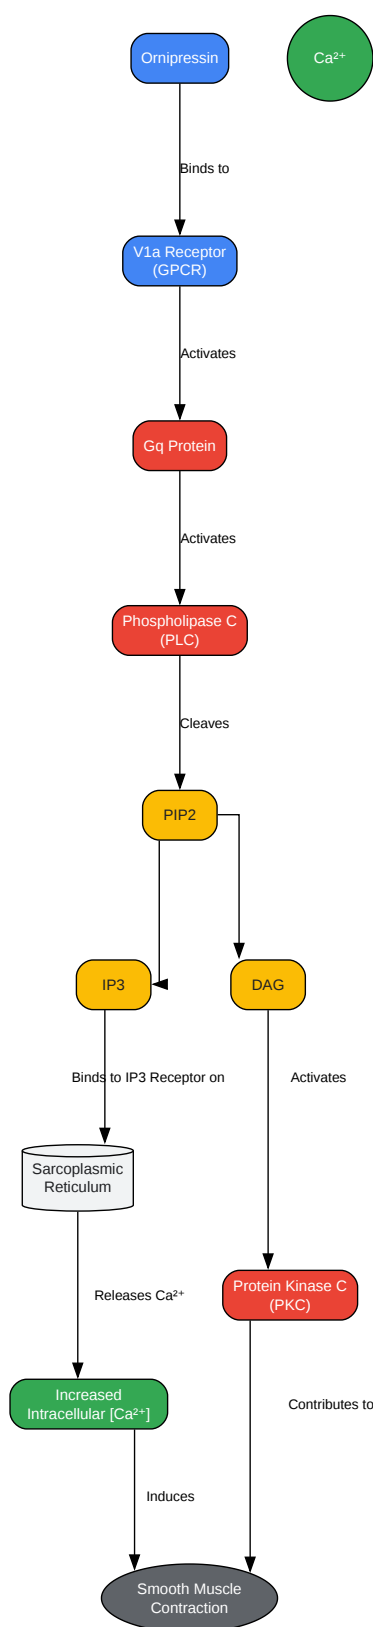 Ornipressin
Ca²⁺
Binds to
V1a Receptor
(GPCR)
Activates
Gq Protein
Activates
Phospholipase C
(PLC)
Cleaves
PIP2
IP3
DAG
Binds to IP3 Receptor on
Activates
Sarcoplasmic
Reticulum
Releases Ca²⁺
Protein Kinase C
(PKC)
Increased
Intracellular [Ca²⁺]
Contributes to
Induces
Smooth Muscle
Contraction